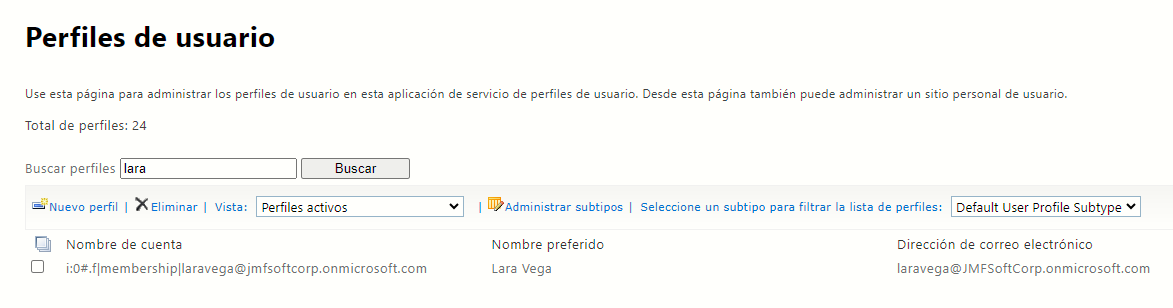 Perfiles de usuario
Use esta página para administrar los perfiles de usuario en esta aplicación de servicio de perfiles de usuario. Desde esta página también puede administrar un sitio personal de usuario.
Total de perfiles: 24
Buscar perfiles lara Buscar
Nuevo perfil | Eliminar | Vista: Perfiles activos | Administrar subtipos | Seleccione un subtipo para filtrar la lista de perfiles: Default User Profile Subtype
Nombre de cuenta Nombre preferido Dirección de correo electrónico
i:0#.f|membership|laravega@jmfsoftcorp.onmicrosoft.com Lara Vega laravega@JMFSoftCorp.onmicrosoft.com